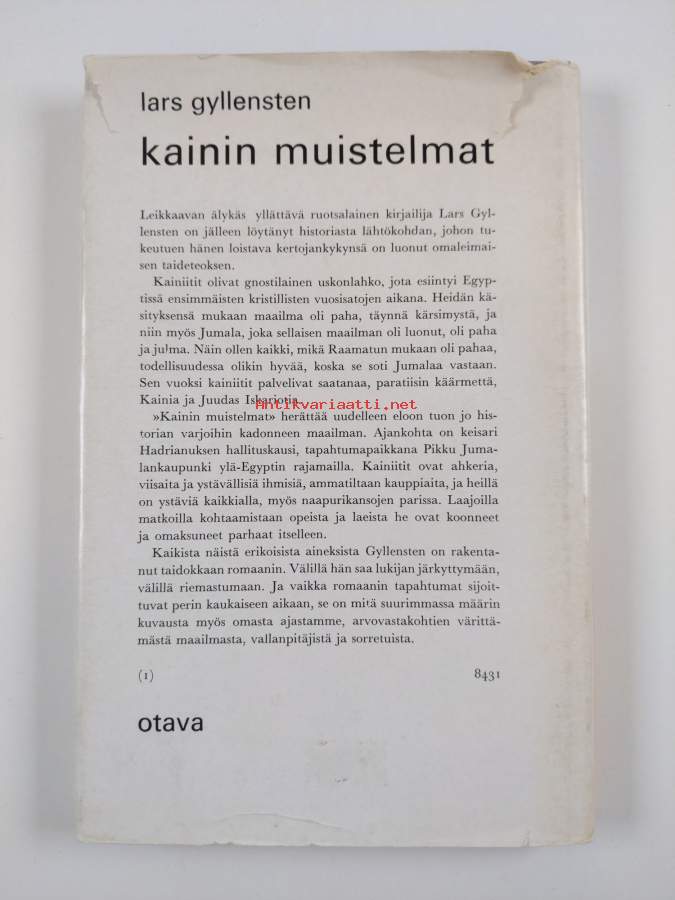 lars gyllensten
kainin muistelmat
Leikkaavan älykäs yllättävä ruotsalainen kirjailija Lars Gyl-
lensten on jälleen löytänyt historiasta lähtökohdan, johon tu-
keutuen hänen loistava kertojankykynsä on luonut omaleimai-
sen taideteoksen.
Kainiitit olivat gnostilainen uskonlahko, jota esiintyi Egyp-
tissä ensimmäisten kristillisten vuosisatojen aikana. Heidän kä-
sityksensä mukaan maailma oli paha, täynnä kärsimystä, ja
niin myös Jumala, joka sellaisen maailman oli luonut, oli paha
ja julma. Näin ollen kaikki, mikä Raamatun mukaan oli pahaa,
todellisuudessa olikin hyvää, koska se soti Jumalaa vastaan.
Sen vuoksi kainiitit palvelivat saatanaa, paratiisin käärmettä,
Kainia ja Juudas Iskariotia.
Antikvariaatti.net
»Kainin muistelmat» herättää uudelleen eloon tuon jo his-
torian varjoihin kadonneen maailman. Ajankohta on keisari
Hadrianuksen hallituskausi, tapahtumapaikkana Pikku Juma-
lankaupunki ylä-Egyptin rajamailla. Kainiitit ovat ahkeria,
viisaita ja ystävällisiä ihmisiä, ammatiltaan kauppiaita, ja heillä
on ystäviä kaikkialla, myös naapurikansojen parissa. Laajoilla
matkoilla kohtaamistaan opeista ja laeista he ovat koonneet
ja omaksuneet parhaat itselleen.
Kaikista näistä erikoisista aineksista Gyllensten on rakenta-
nut taidokkaan romaanin. Välillä hän saa lukijan järkyttymään,
välillä riemastumaan. Ja vaikka romaanin tapahtumat sijoit-
tuvat perin kaukaiseen aikaan, se on mitä suurimmassa määrin
kuvausta myös omasta ajastamme, arvovastakohtien värittä-
mästä maailmasta, vallanpitäjistä ja sorretuista.
(1) 8431
otava